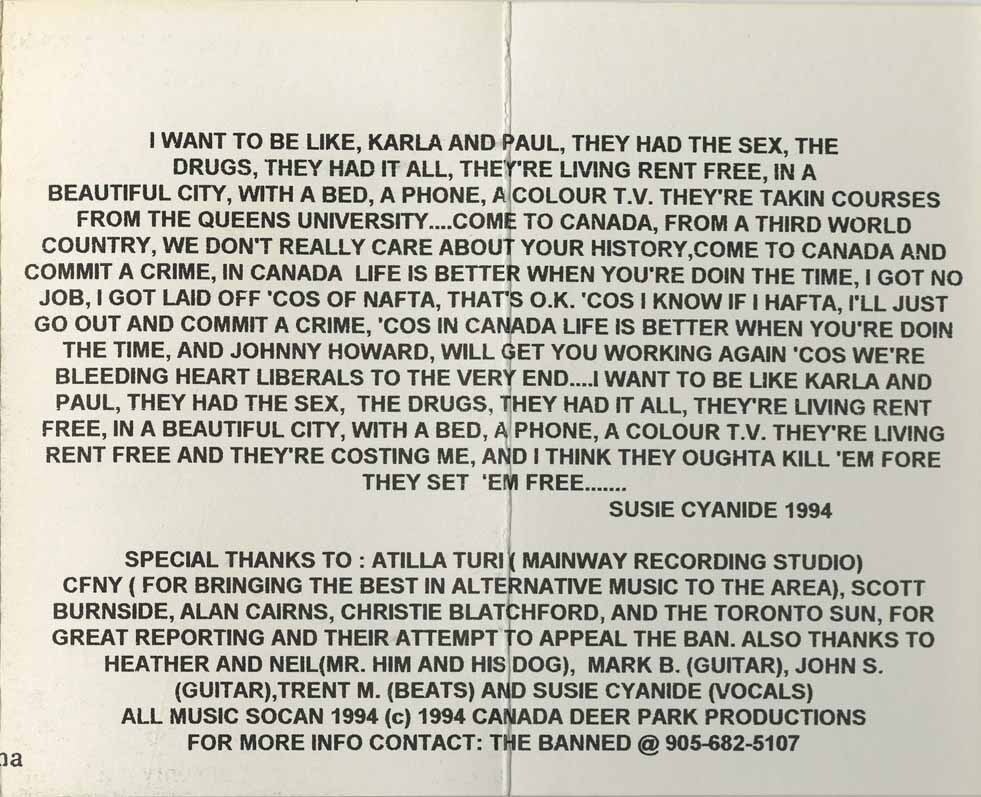 I WANT TO BE LIKE, KARLA AND PAUL, THEY HAD THE SEX, THE
DRUGS, THEY HAD IT ALL, THEY'RE LIVING RENT FREE, IN A
BEAUTIFUL CITY, WITH A BED, A PHONE, A COLOUR T.V. THEY'RE TAKIN COURSES
FROM THE QUEENS UNIVERSITY....COME TO CANADA, FROM A THIRD WORLD
COUNTRY, WE DON'T REALLY CARE ABOUT YOUR HISTORY,COME TO CANADA AND
COMMIT A CRIME, IN CANADA LIFE IS BETTER WHEN YOU'RE DOIN THE TIME, I GOT NO
JOB, I GOT LAID OFF 'COS OF NAFTA, THAT'S O.K. 'COS I KNOW IF I HAFTA, I'LL JUST
GO OUT AND COMMIT A CRIME, 'COS IN CANADA LIFE IS BETTER WHEN YOU'RE DOIN
THE TIME, AND JOHNNY HOWARD, WILL GET YOU WORKING AGAIN 'COS WE'RE
BLEEDING HEART LIBERALS TO THE VERY END....I WANT TO BE LIKE KARLA AND
PAUL, THEY HAD THE SEX, THE DRUGS, THEY HAD IT ALL, THEY'RE LIVING RENT
FREE, IN A BEAUTIFUL CITY, WITH A BED, A PHONE, A COLOUR T.V. THEY'RE LIVING
RENT FREE AND THEY'RE COSTING ME, AND I THINK THEY OUGHTA KILL 'EM FORE
THEY SET 'EM FREE.......
SUSIE CYANIDE 1994
SPECIAL THANKS TO : ATILLA TURI ( MAINWAY RECORDING STUDIO)
CFNY ( FOR BRINGING THE BEST IN ALTERNATIVE MUSIC TO THE AREA), SCOTT
BURNSIDE, ALAN CAIRNS, CHRISTIE BLATCHFORD, AND THE TORONTO SUN, FOR
GREAT REPORTING AND THEIR ATTEMPT TO APPEAL THE BAN. ALSO THANKS TO
HEATHER AND NEIL(MR. HIM AND HIS DOG), MARK B. (GUITAR), JOHN S.
(GUITAR),TRENT M. (BEATS) AND SUSIE CYANIDE (VOCALS)
ALL MUSIC SOCAN 1994 (c) 1994 CANADA DEER PARK PRODUCTIONS
FOR MORE INFO CONTACT: THE BANNED @ 905-682-5107
na